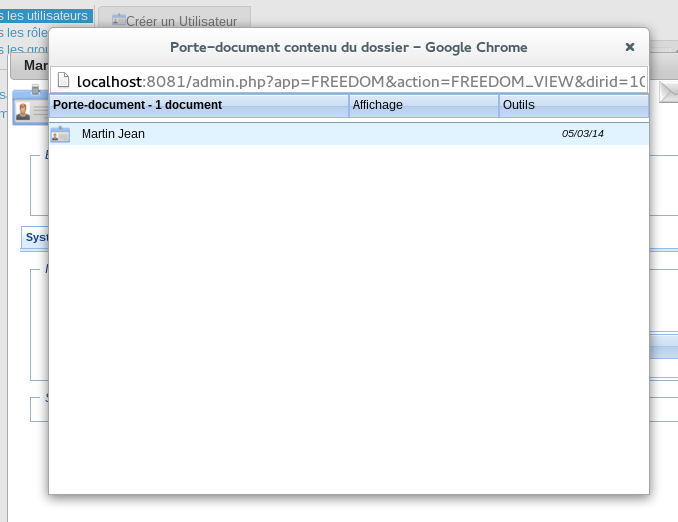 s les utilisateurs
Créer un Utilisateur
s les rôle
s les grou
Porte-document contenu du dossier - Google Chrome
Mar
localhost:8081/admin.php?app=FREEDOM&action=FREEDOM_VIEW&dirid=10
Porte-document - 1 document Affichage Outils
Martin Jean 05/03/14
Syst